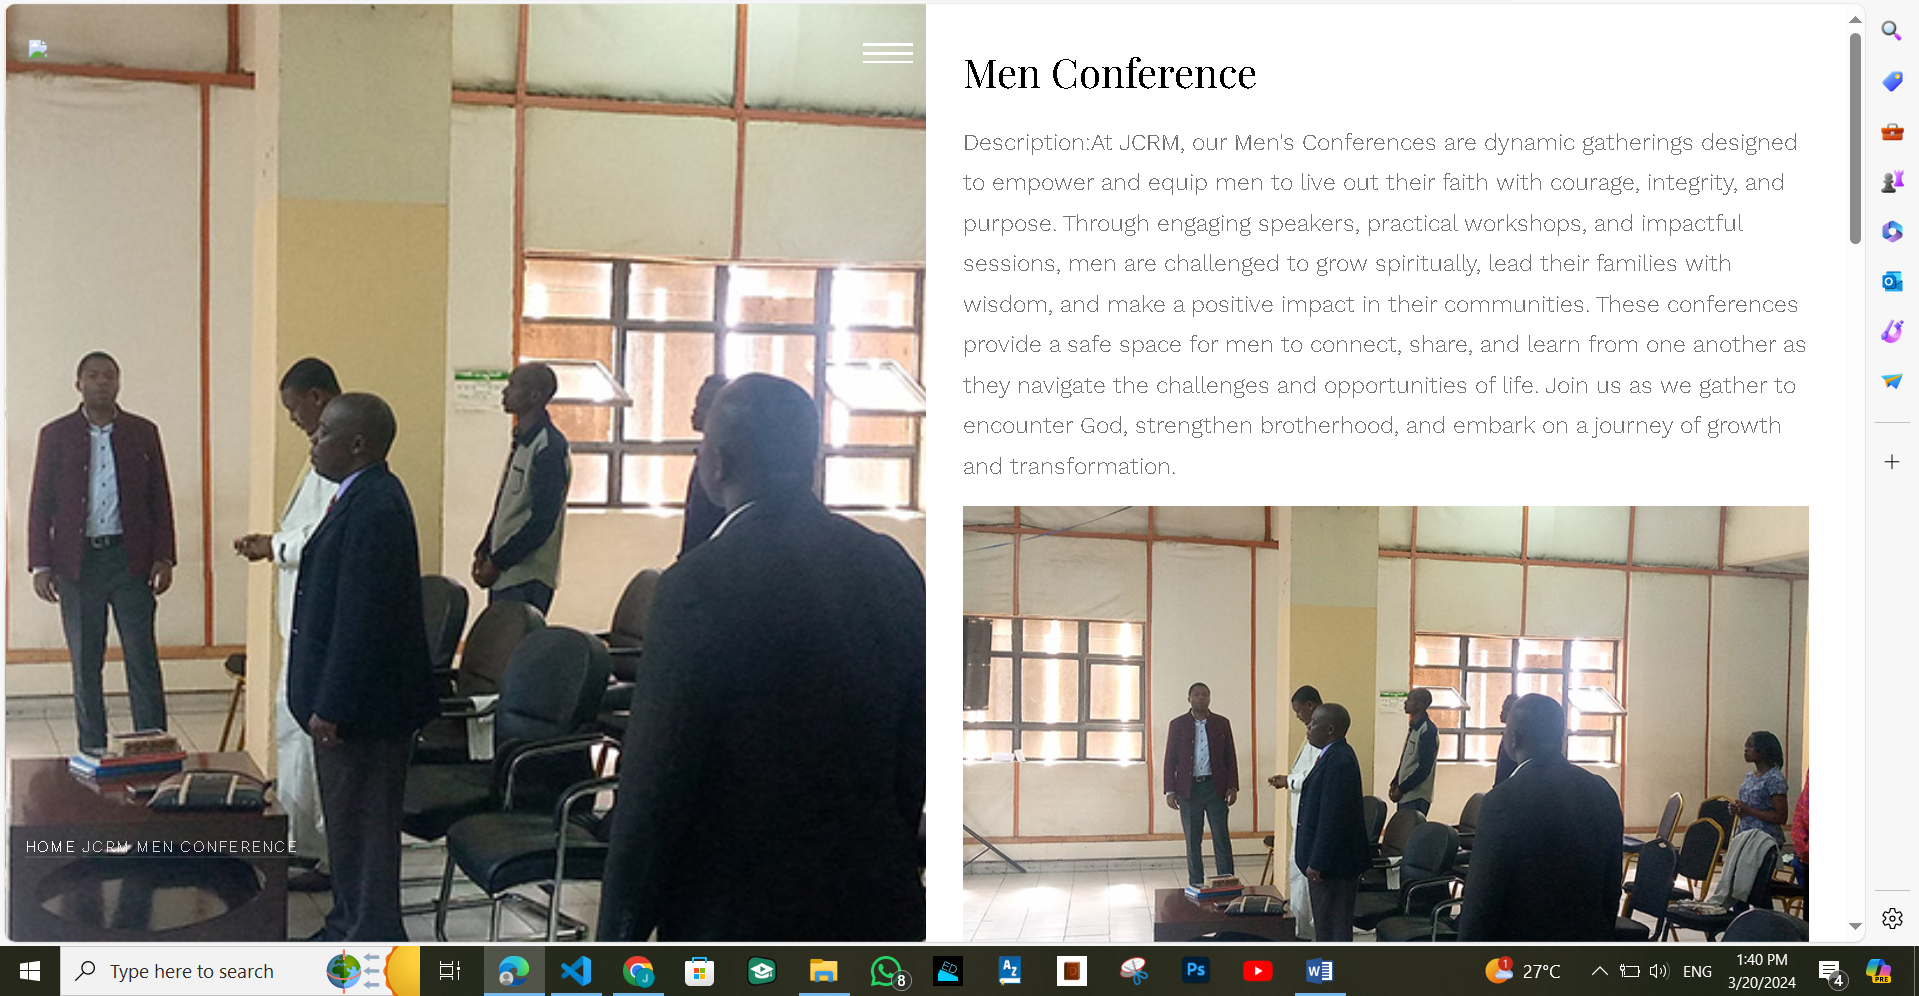 Men Conference
Description:At JCRM, our Men's Conferences are dynamic gatherings designed
to empower and equip men to live out their faith with courage, integrity, and
purpose. Through engaging speakers, practical workshops, and impactful
sessions, men are challenged to grow spiritually, lead their families with
wisdom, and make a positive impact in their communities. These conferences
provide a safe space for men to connect, share, and learn from one another as
they navigate the challenges and opportunities of life. Join us as we gather to
encounter God, strengthen brotherhood, and embark on a journey of growth
and transformation.
HOME JCRM MEN CONFERENCE
Type here to search
8
A Z
Ps
1
27°C
ENG
1:40 PM
3/20/2024
4
PRE